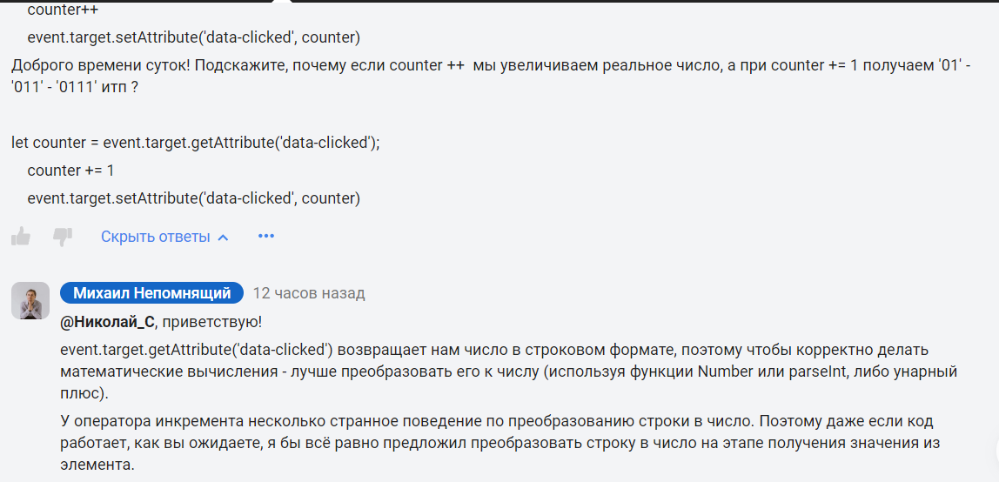 counter++
event.target.setAttribute('data-clicked', counter)
Доброго времени суток! Подскажите, почему если counter ++ мы увеличиваем реальное число, а при counter += 1 получаем '01' -
'011' - '0111' итп ?
let counter = event.target.getAttribute('data-clicked');
counter += 1
event.target.setAttribute('data-clicked', counter)
Скрыть ответы
Михаил Непомнящий 12 часов назад
@Николай_С, приветствую!
event.target.getAttribute('data-clicked') возвращает нам число в строковом формате, поэтому чтобы корректно делать
математические вычисления - лучше преобразовать его к числу (используя функции Number или parseInt, либо унарный
плюс).
У оператора инкремента несколько странное поведение по преобразованию строки в число. Поэтому даже если код
работает, как вы ожидаете, я бы всё равно предложил преобразовать строку в число на этапе получения значения из
элемента.